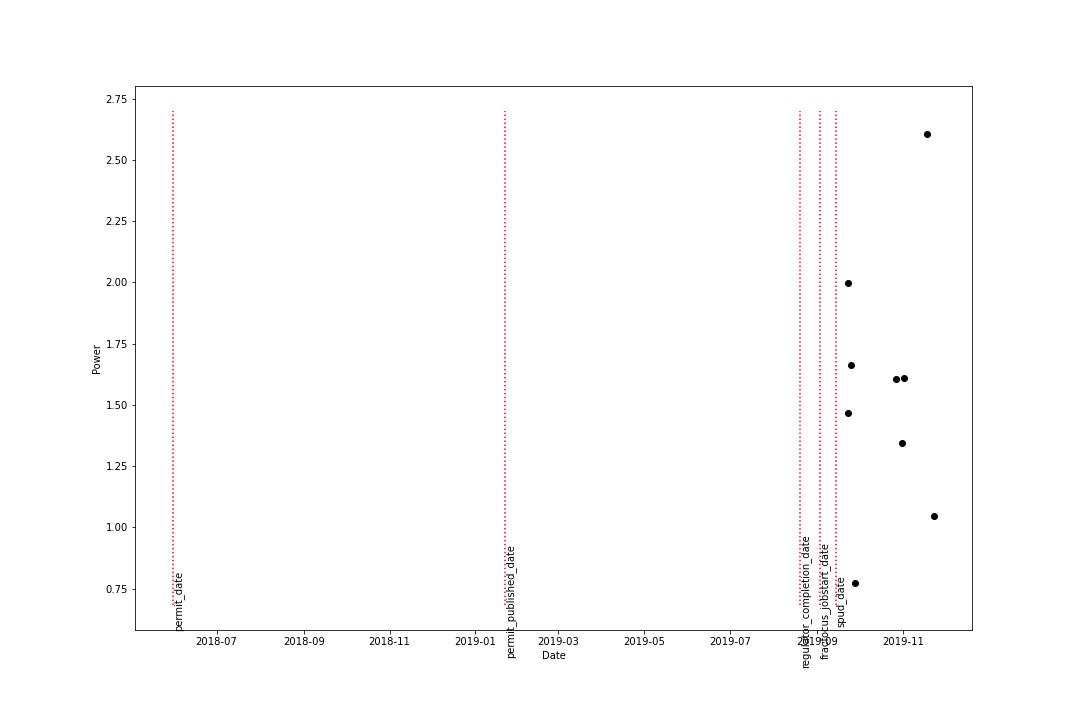 2.75
2.50
2.25
2.00
1.75
1.50
1.25
1.00
0.75
Power
permit_date
permit_published_date
regulator_completion_date
fracfocus_jobstart_date
spud_date
2018-07
2018-09
2018-11
2019-01
2019-03
2019-05
2019-07
2019-09
2019-11
Date